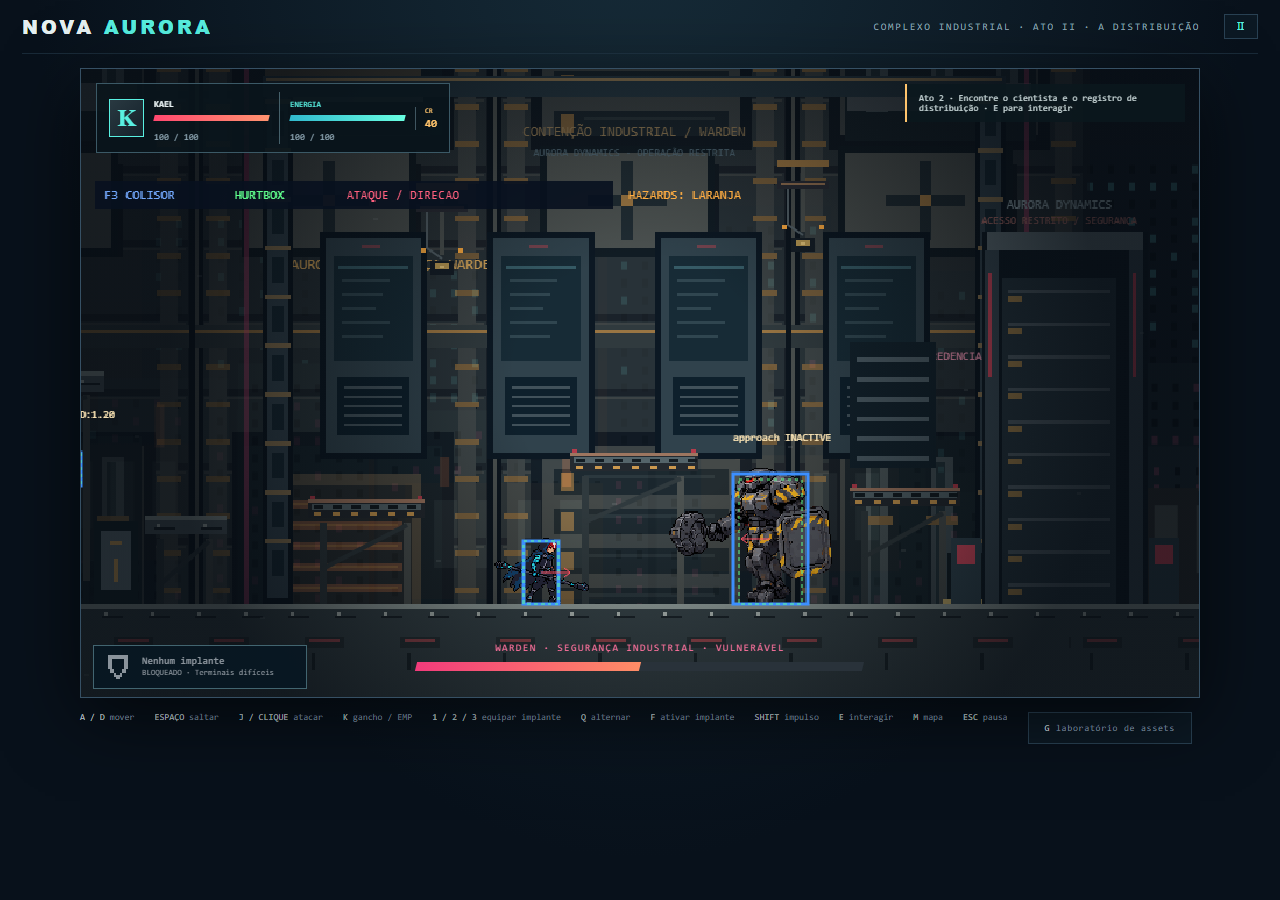 NOVA AURORA
COMPLEXO INDUSTRIAL · ATO II · A DISTRIBUIÇÃO
II
K
KAEL
100 / 100
ENERGIA
100 / 100
CR
40
Ato 2 · Encontre o cientista e o registro de
distribuição · E para interagir
CONTENÇÃO INDUSTRIAL / WARDEN
AURORA DYNAMICS · OPERAÇÃO RESTRITA
F3 COLISOR
HURTBOX
ATAQUE / DIRECAO
HAZARDS: LARANJA
AURORA DYNAMICS
ACESSO RESTRITO / SEGURANÇA
EDENCIA
D:1.20
approach INACTIVE
WARDEN · SEGURANÇA INDUSTRIAL · VULNERÁVEL
Nenhum implante
BLOQUEADO · Terminais difíceis
A / D mover ESPAÇO saltar J / CLIQUE atacar K gancho / EMP 1 / 2 / 3 equipar implante Q alternar F ativar implante SHIFT impulso E interagir M mapa ESC pausa
G laboratório de assets